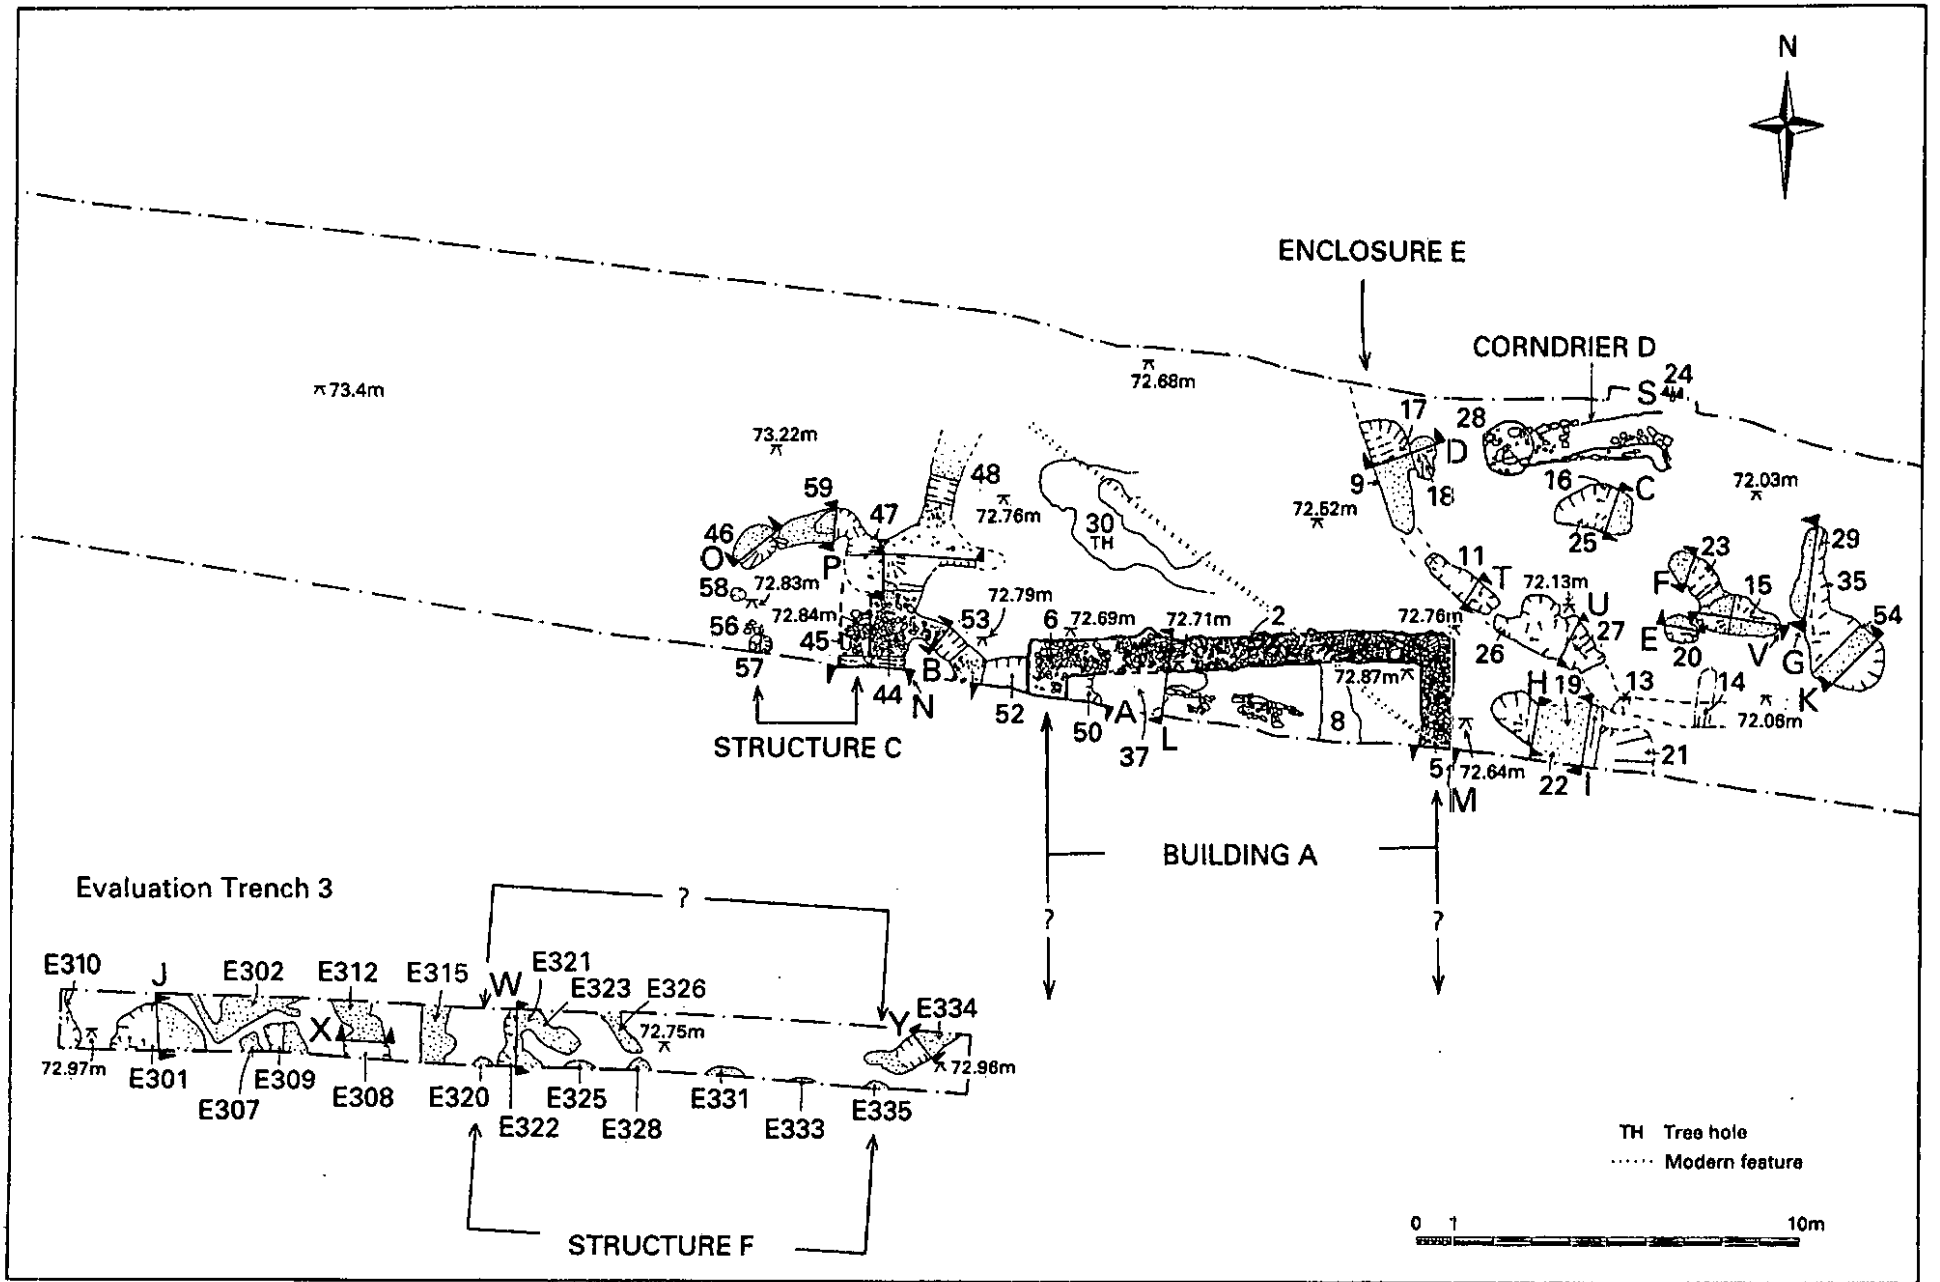 N
ENCLOSURE E
CORNDRIER D
72.68m
73.4m
24
S
17
28
D
73.22m
9
18
16
C
72.03m
48
59
72.76m
30
TH
72.52m
25
46
47
O
P
29
23
11
T
72.13m
F
15
35
58
72.83m
72.79m
U
54
72.84m
53
6
72.69m
72.71m
2
72.76m
27
56
45
E
20
V
G
26
57
B
72.87m
H
19
13
14
K
44
N
52
50
A
L
8
72.06m
37
21
STRUCTURE C
5
72.64m
22
I
M
BUILDING A
Evaluation Trench 3
?
?
?
E310
J
E302
E312
E315
W
E321
E323
E326
Y
E334
X
72.75m
72.97m
72.96m
E301
E309
E307
E308
E320
E325
E331
E335
E322
E328
E333
TH Tree hole
Modern feature
STRUCTURE F
0 1 10m